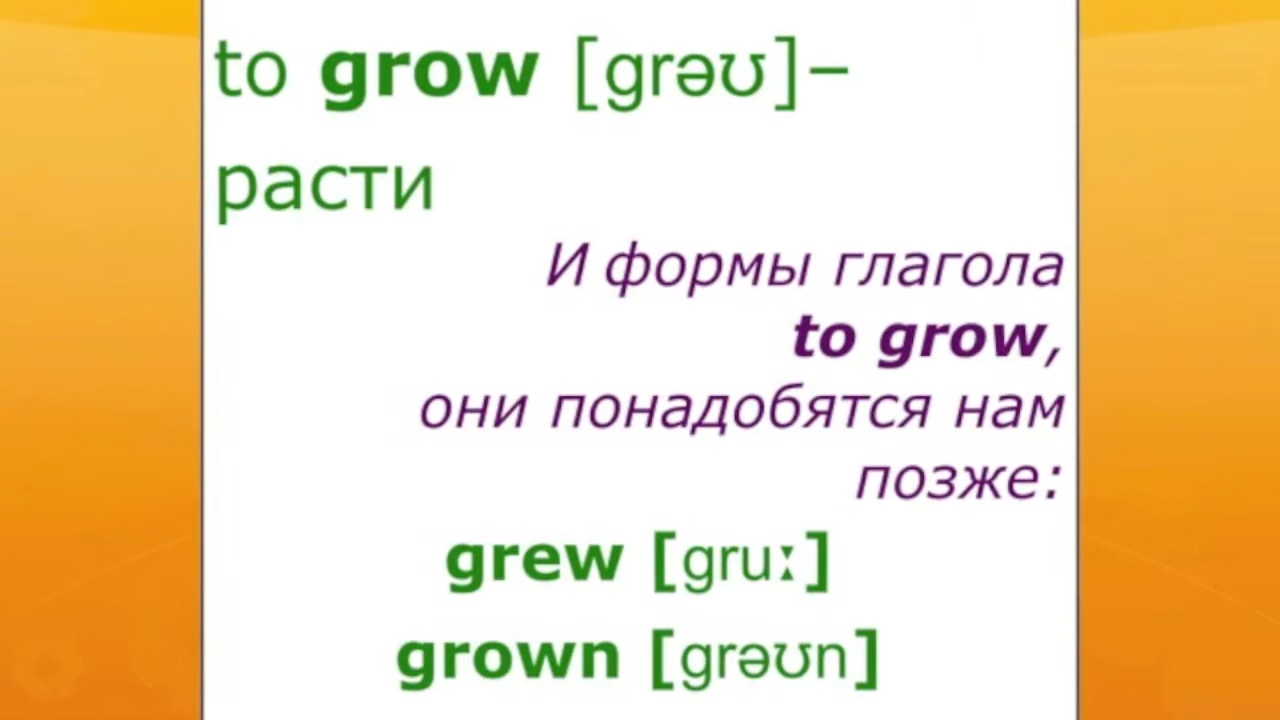 to grow [grəʊ]–
расти
И формы глагола
to grow,
они понадобятся нам
позже:
grew [gruː]
grown [grəʊn]